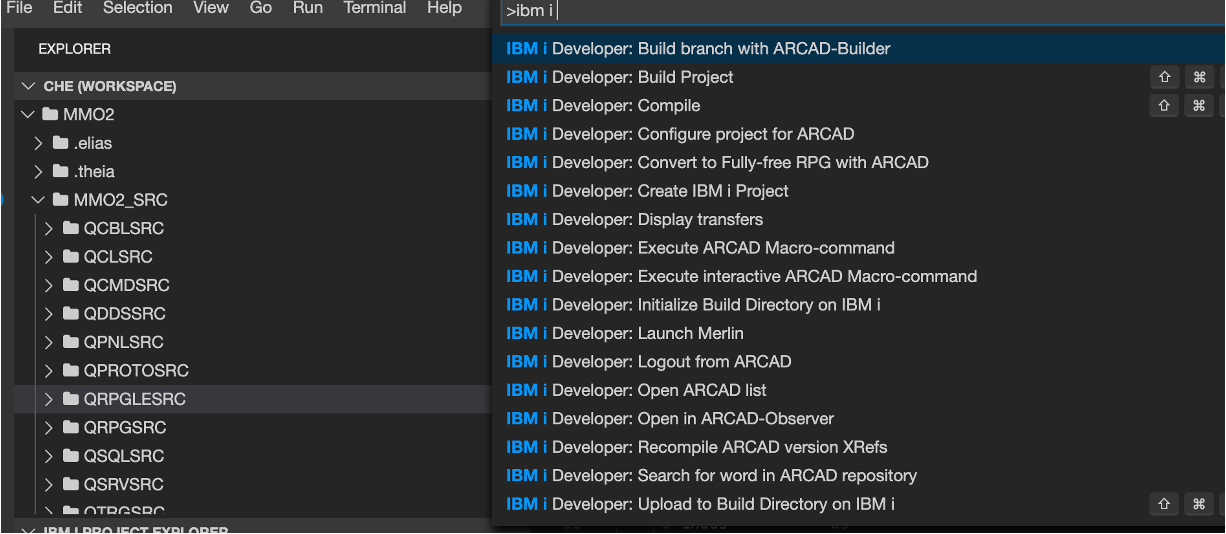 File Edit Selection View Go Run Terminal Help
EXPLORER
CHE (WORKSPACE)
MMO2
.elias
.theia
MMO2_SRC
QCBLSRC
QCLSRC
QCMDSRC
QDDSSRC
QPNLSRC
QPROTOSRC
QRPGLESRC
QRPGSRC
QSQLSRC
QSRVSRC
QTRGSRC
IBM I PROJECT EXPLORER
>ibm i
IBM i Developer: Build branch with ARCAD-Builder
IBM i Developer: Build Project ⇧ ⌘
IBM i Developer: Compile ⇧ ⌘
IBM i Developer: Configure project for ARCAD
IBM i Developer: Convert to Fully-free RPG with ARCAD
IBM i Developer: Create IBM i Project
IBM i Developer: Display transfers
IBM i Developer: Execute ARCAD Macro-command
IBM i Developer: Execute interactive ARCAD Macro-command
IBM i Developer: Initialize Build Directory on IBM i
IBM i Developer: Launch Merlin
IBM i Developer: Logout from ARCAD
IBM i Developer: Open ARCAD list
IBM i Developer: Open in ARCAD-Observer
IBM i Developer: Recompile ARCAD version XRefs
IBM i Developer: Search for word in ARCAD repository
IBM i Developer: Upload to Build Directory on IBM i ⇧ ⌘